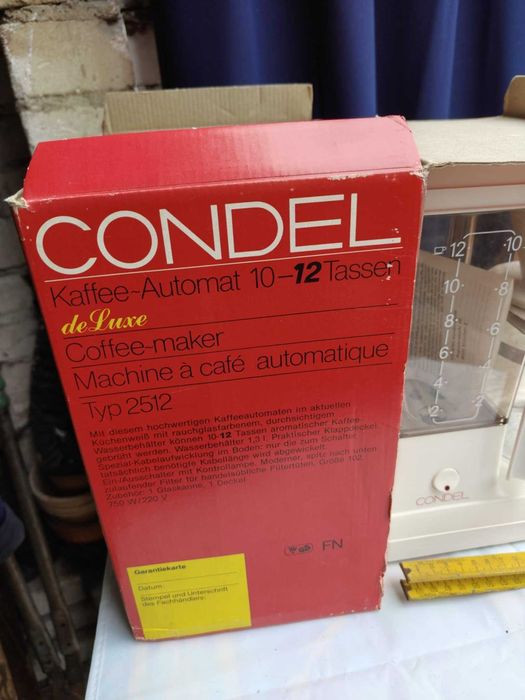 CONDEL
Kaffee-Automat 10-12 Tassen
de Luxe
Coffee-maker
Machine à café automatique
Typ 2512
Mit diesem hochwertigen Kaffeeautomaten im aktuellen
Küchenweiß mit rauchglasfarbenem, durchsichtigem
Wasserbehälter können 10-12 Tassen aromatischer Kaffee
gebrüht werden. Wasserbehälter 1,3 l. Praktischer Klappdeckel.
Spezial-Kabelaufwicklung im Boden: nur die zum Schalter
tatsächlich benötigte Kabellänge wird abgewickelt.
Ein-/Ausschalter mit Kontrollampe. Moderner, spitz nach unten
zulaufender Filter für handelsübliche Filtertüten, Größe 102.
Zubehör: 1 Glaskanne, 1 Deckel
750 W/220 V
GS FN
Garantiekarte
Datum:
Stempel und Unterschrift
des Fachhändlers:
12 10
10 8
8 6
6 4
4
2 2
CONDEL